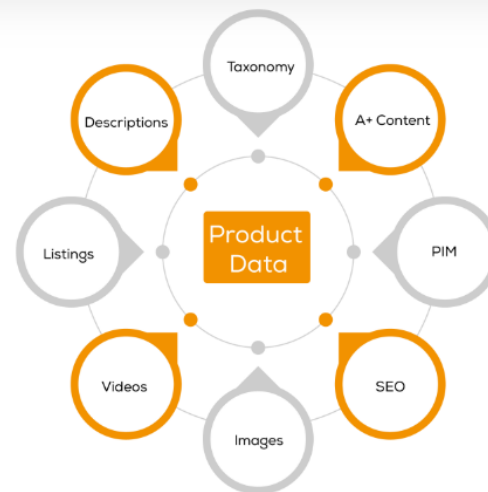 Taxonomy
Descriptions
A+ Content
Listings
Product
Data
PIM
Videos
SEO
Images